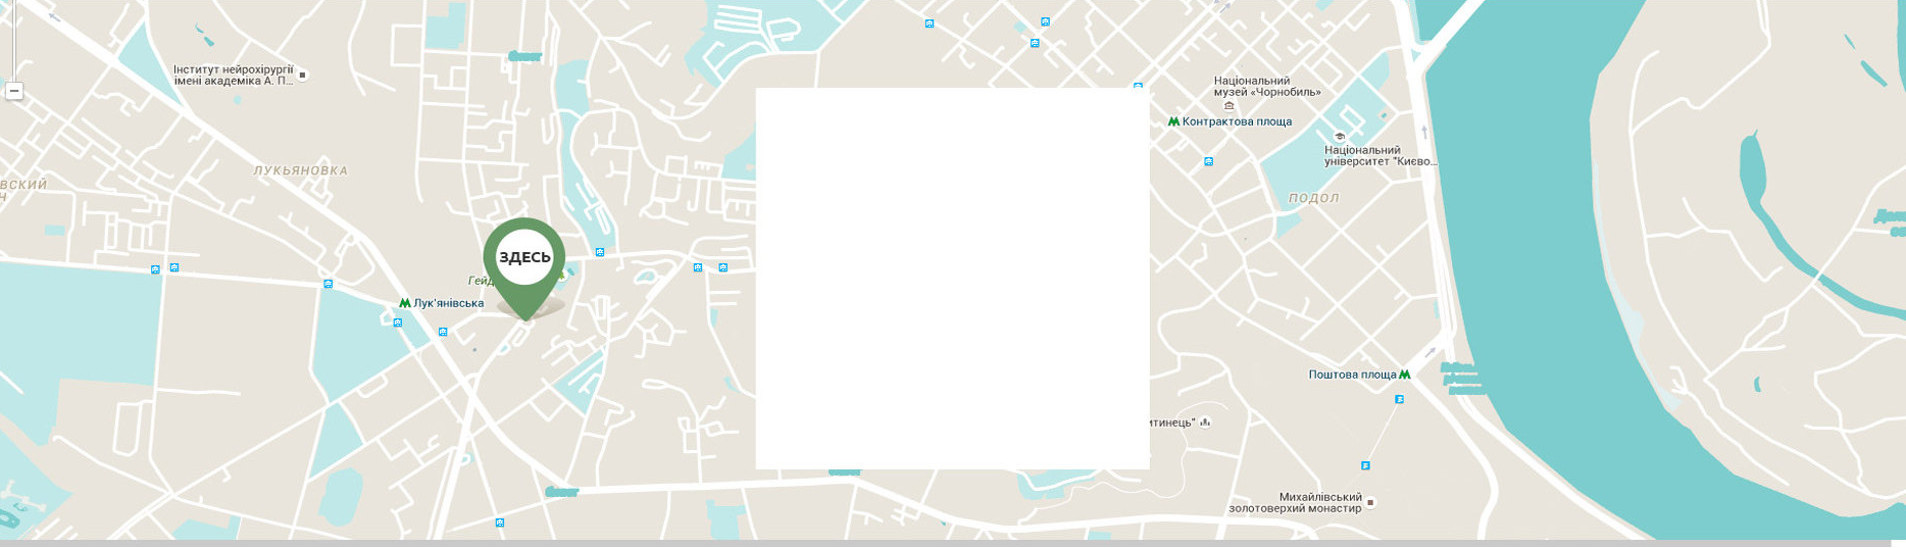 Інститут нейрохірургії
імені академіка А. П...
ЛУКЬЯНОВКА
ВСКИЙ
Н
ЗДЕСЬ
Гейд
Лук'янівська
Національний
музей «Чорнобиль»
Контрактова площа
Національний
університет "Києво...
ПОДОЛ
Поштова площа
итинець"
Михайлівський
золотоверхий монастир